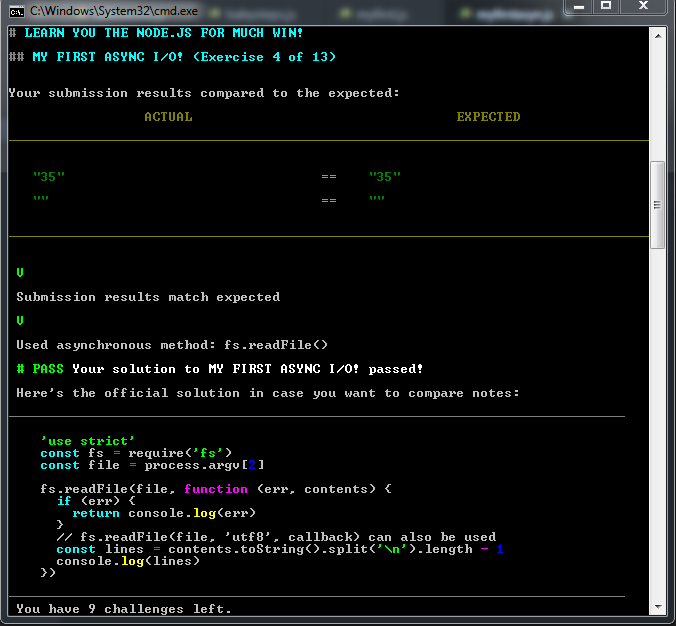 C:\Windows\System32\cmd.exe
# LEARN YOU THE NODE.JS FOR MUCH WIN!
## MY FIRST ASYNC I/O! (Exercise 4 of 13)
Your submission results compared to the expected:
ACTUAL EXPECTED
"35" == "35"
"" == ""
V
Submission results match expected
V
Used asynchronous method: fs.readFile()
# PASS Your solution to MY FIRST ASYNC I/O! passed!
Here's the official solution in case you want to compare notes:
'use strict'
const fs = require('fs')
const file = process.argv[2]
fs.readFile(file, function (err, contents) {
if (err) {
return console.log(err)
}
// fs.readFile(file, 'utf8', callback) can also be used
const lines = contents.toString().split('\n').length - 1
console.log(lines)
})
You have 9 challenges left.